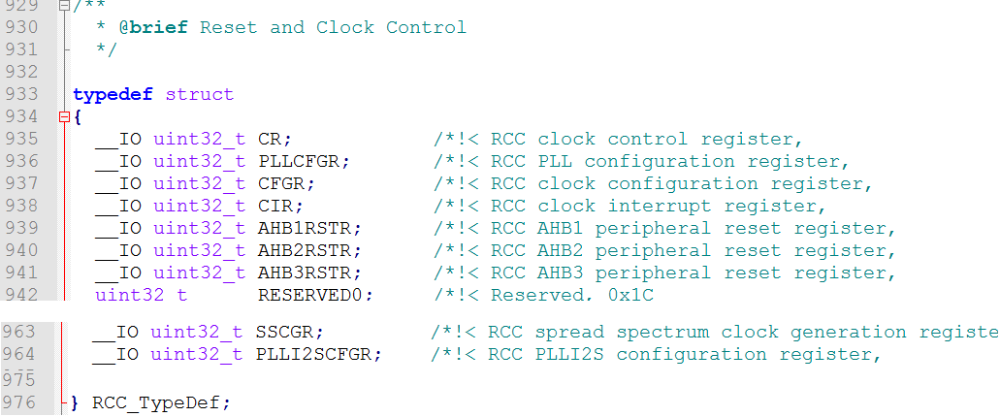 929 /**
930 * @brief Reset and Clock Control
931 */
932
933 typedef struct
934 {
935 __IO uint32_t CR; /*!< RCC clock control register,
936 __IO uint32_t PLLCFGR; /*!< RCC PLL configuration register,
937 __IO uint32_t CFGR; /*!< RCC clock configuration register,
938 __IO uint32_t CIR; /*!< RCC clock interrupt register,
939 __IO uint32_t AHB1RSTR; /*!< RCC AHB1 peripheral reset register,
940 __IO uint32_t AHB2RSTR; /*!< RCC AHB2 peripheral reset register,
941 __IO uint32_t AHB3RSTR; /*!< RCC AHB3 peripheral reset register,
942 uint32_t RESERVED0; /*!< Reserved, 0x1C
963 __IO uint32_t SSCGR; /*!< RCC spread spectrum clock generation registe
964 __IO uint32_t PLLI2SCFGR; /*!< RCC PLLI2S configuration register,
975
976 } RCC_TypeDef;